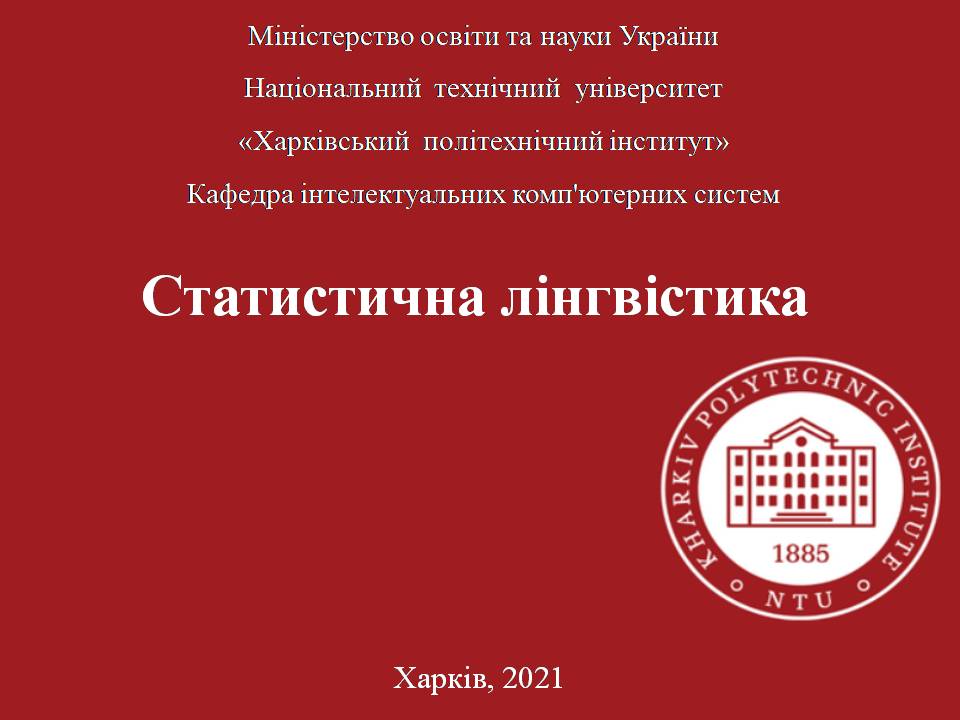 Міністерство освіти та науки України
Національний технічний університет
«Харківський політехнічний інститут»
Кафедра інтелектуальних комп'ютерних систем
Статистична лінгвістика
KHARKIV POLYTECHNIC INSTITUTE
1885
NTU
Харків, 2021